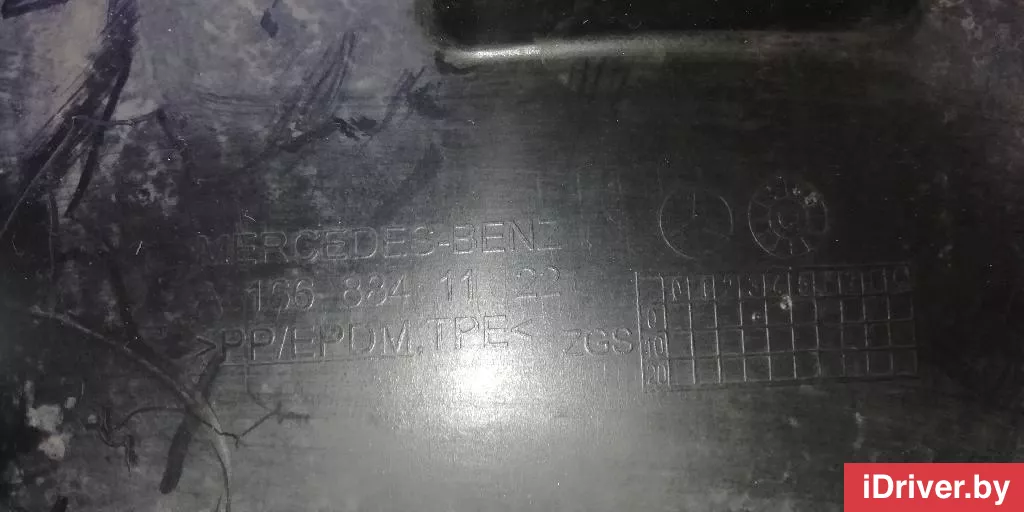 MERCEDES-BENZ
A 166 884 11 22
>PP/EPDM,TPE< ZGS
iDriver.by